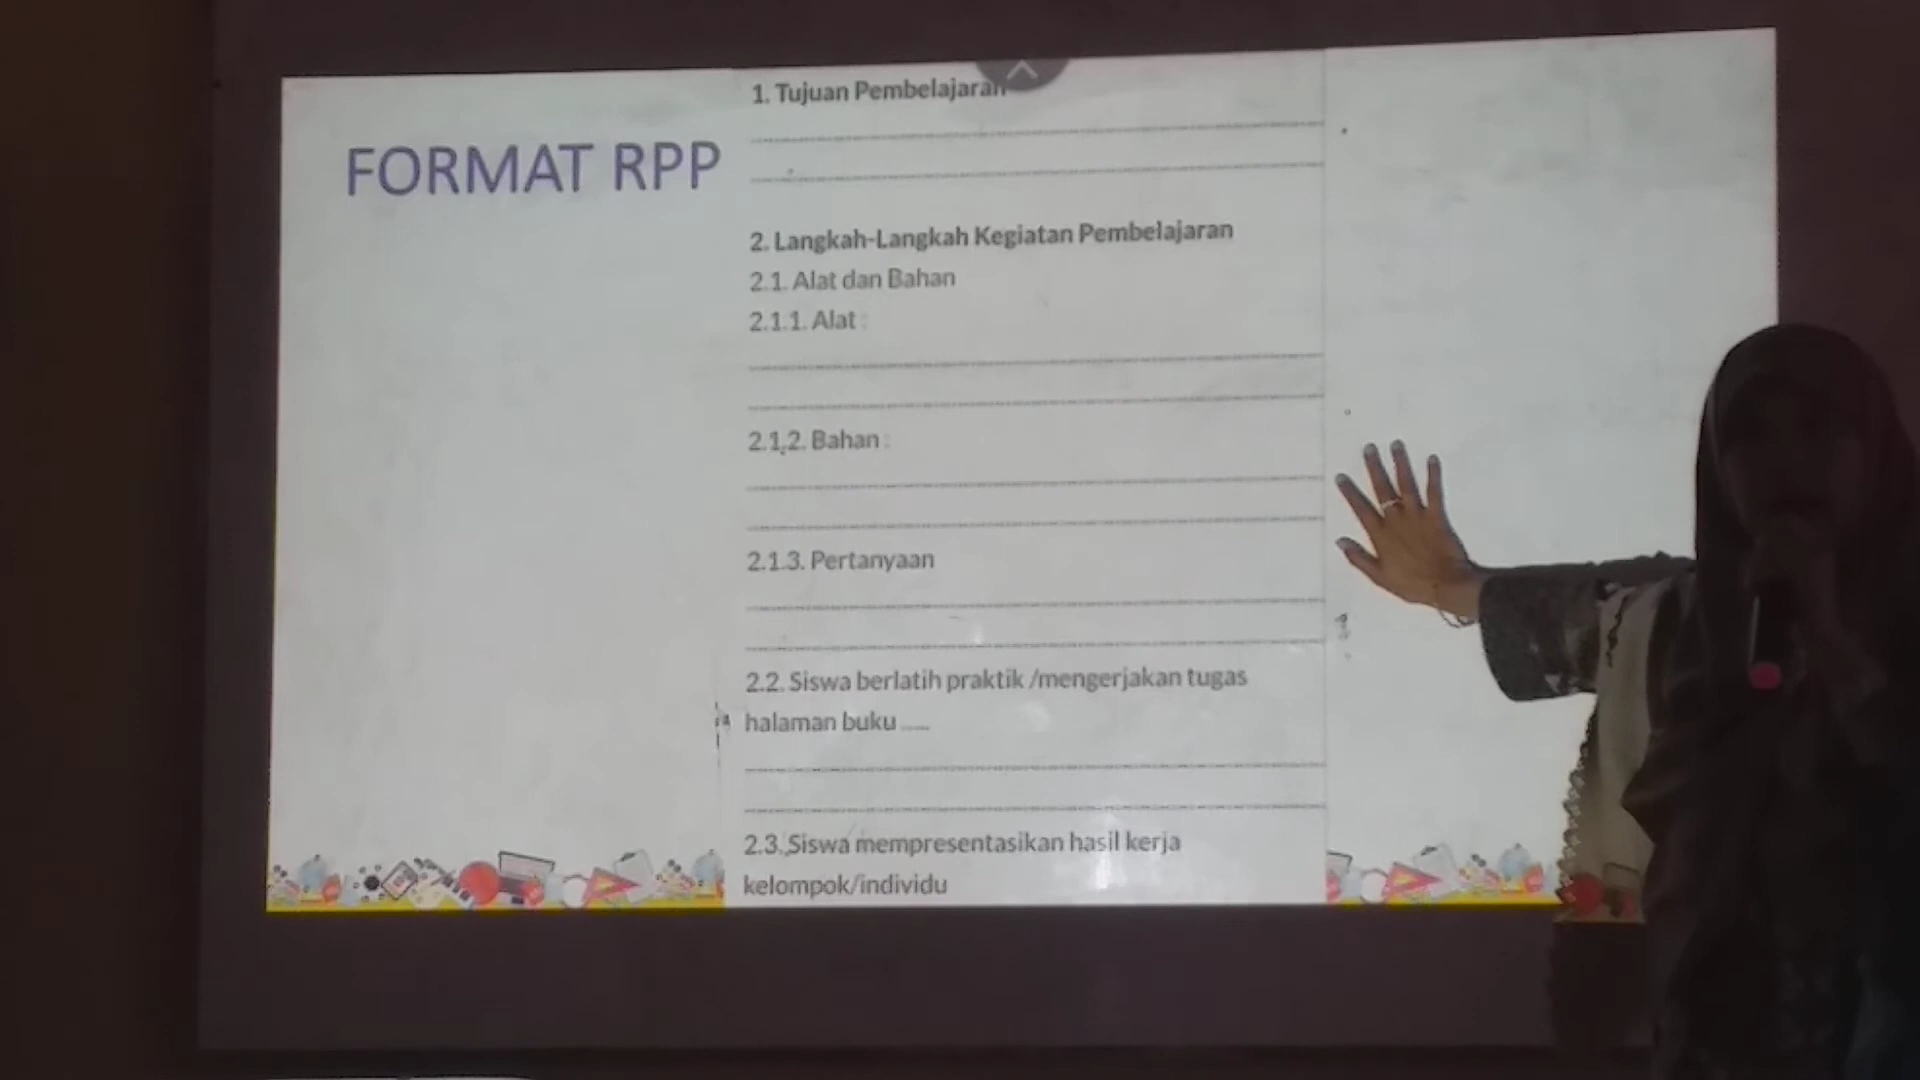 FORMAT RPP
1. Tujuan Pembelajaran
2. Langkah-Langkah Kegiatan Pembelajaran
2.1. Alat dan Bahan
2.1.1. Alat :
2.1.2. Bahan :
2.1.3. Pertanyaan
2.2. Siswa berlatih praktik /mengerjakan tugas
halaman buku .....
2.3. Siswa mempresentasikan hasil kerja
kelompok/individu